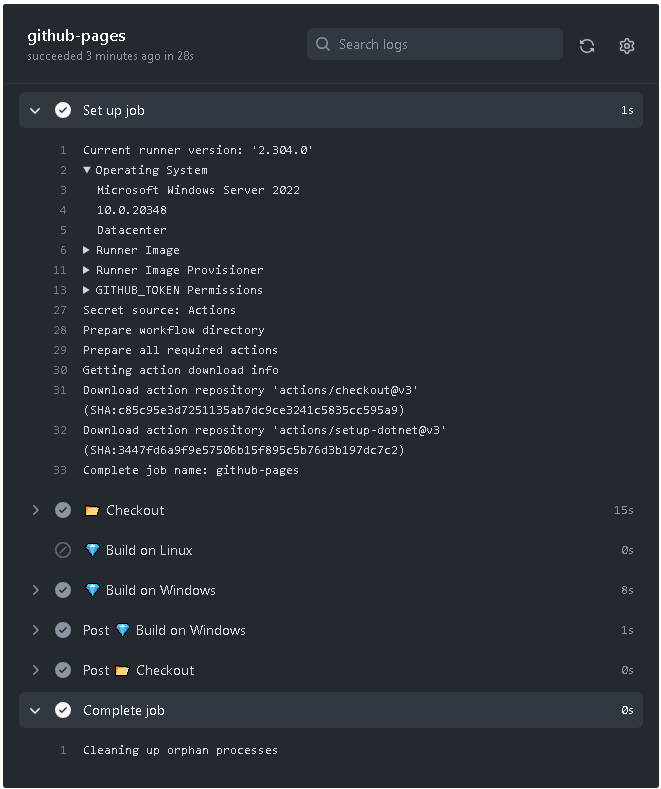 github-pages
succeeded 3 minutes ago in 28s
Search logs
Set up job 1s
1 Current runner version: '2.304.0'
2 ▼ Operating System
3 Microsoft Windows Server 2022
4 10.0.20348
5 Datacenter
6 ▶ Runner Image
11 ▶ Runner Image Provisioner
13 ▶ GITHUB_TOKEN Permissions
27 Secret source: Actions
28 Prepare workflow directory
29 Prepare all required actions
30 Getting action download info
31 Download action repository 'actions/checkout@v3'
(SHA:c85c95e3d7251135ab7dc9ce3241c5835cc595a9)
32 Download action repository 'actions/setup-dotnet@v3'
(SHA:3447fd6a9f9e57506b15f895c5b76d3b197dc7c2)
33 Complete job name: github-pages
📂 Checkout 15s
💎 Build on Linux 0s
💎 Build on Windows 8s
Post 💎 Build on Windows 1s
Post 📂 Checkout 0s
Complete job 0s
1 Cleaning up orphan processes